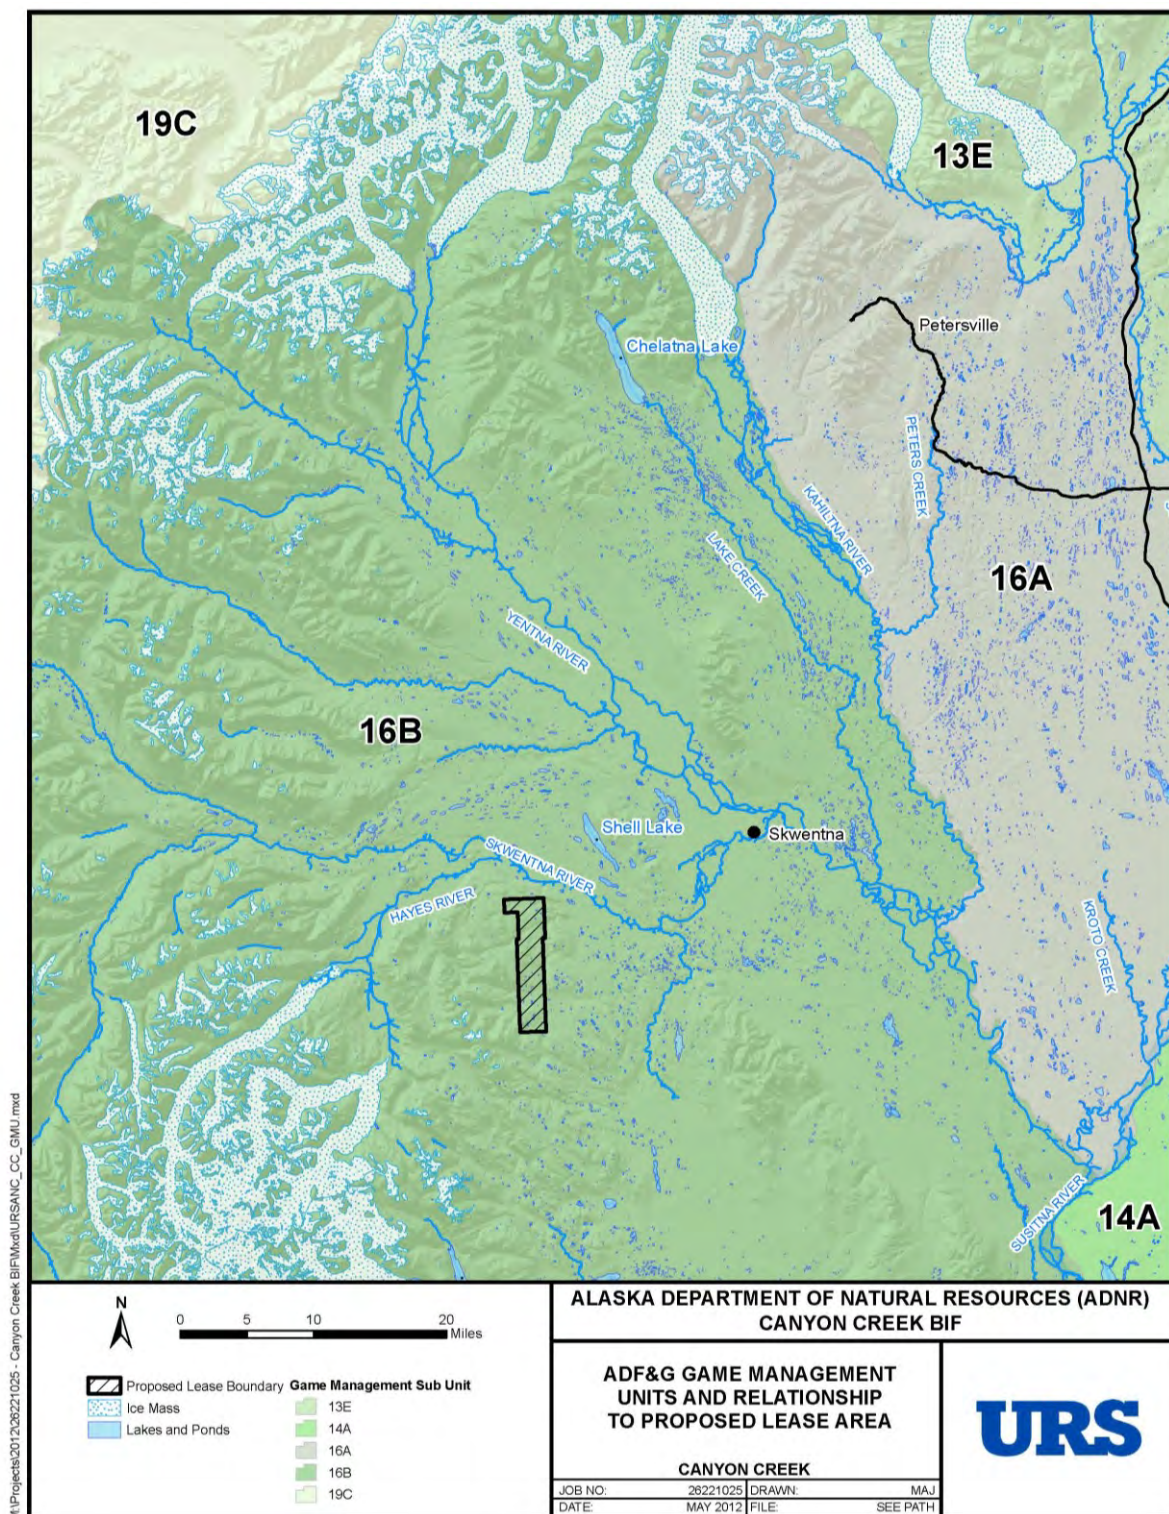 19C
13E
Petersville
Chelatna Lake
PETERS CREEK
KAHILTNA RIVER
LAKE CREEK
16A
YENTNA RIVER
16B
Shell Lake
Skwentna
SKWENTNA RIVER
HAYES RIVER
KROTO CREEK
14A
SUSITNA RIVER
N
0 5 10 20
Miles
Proposed Lease Boundary
Ice Mass
Lakes and Ponds
Game Management Sub Unit
13E
14A
16A
16B
19C
ALASKA DEPARTMENT OF NATURAL RESOURCES (ADNR)
CANYON CREEK BIF
ADF&G GAME MANAGEMENT
UNITS AND RELATIONSHIP
TO PROPOSED LEASE AREA
CANYON CREEK
JOB NO: 26221025 DRAWN: MAJ
DATE: MAY 2012 FILE: SEE PATH
URS